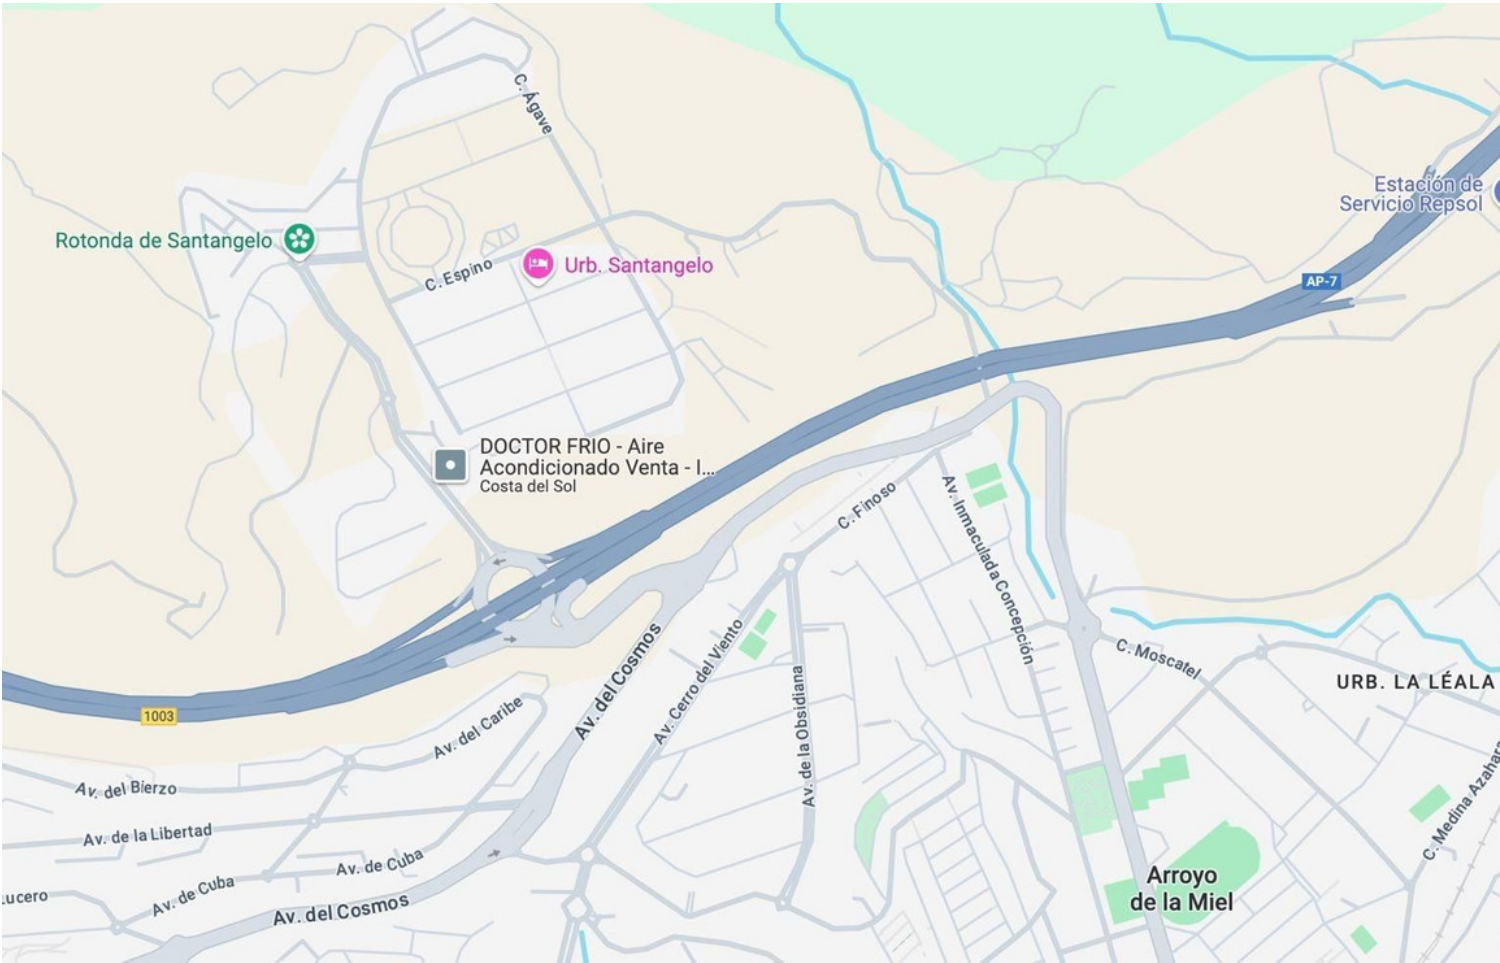 C. Ágave
Estación de
Servicio Repsol
Rotonda de Santangelo
C. Espino
Urb. Santangelo
AP-7
DOCTOR FRIO - Aire
Acondicionado Venta - I...
Costa del Sol
C. Finoso
Av. Inmaculada Concepción
Av. del Cosmos
Av. Cerro del Viento
Av. de la Obsidiana
C. Moscatel
URB. LA LÉALA
1003
Av. del Caribe
Av. del Bierzo
Av. de la Libertad
Av. de Cuba
Av. de Cuba
Lucero
Av. del Cosmos
C. Medina Azahara
Arroyo
de la Miel